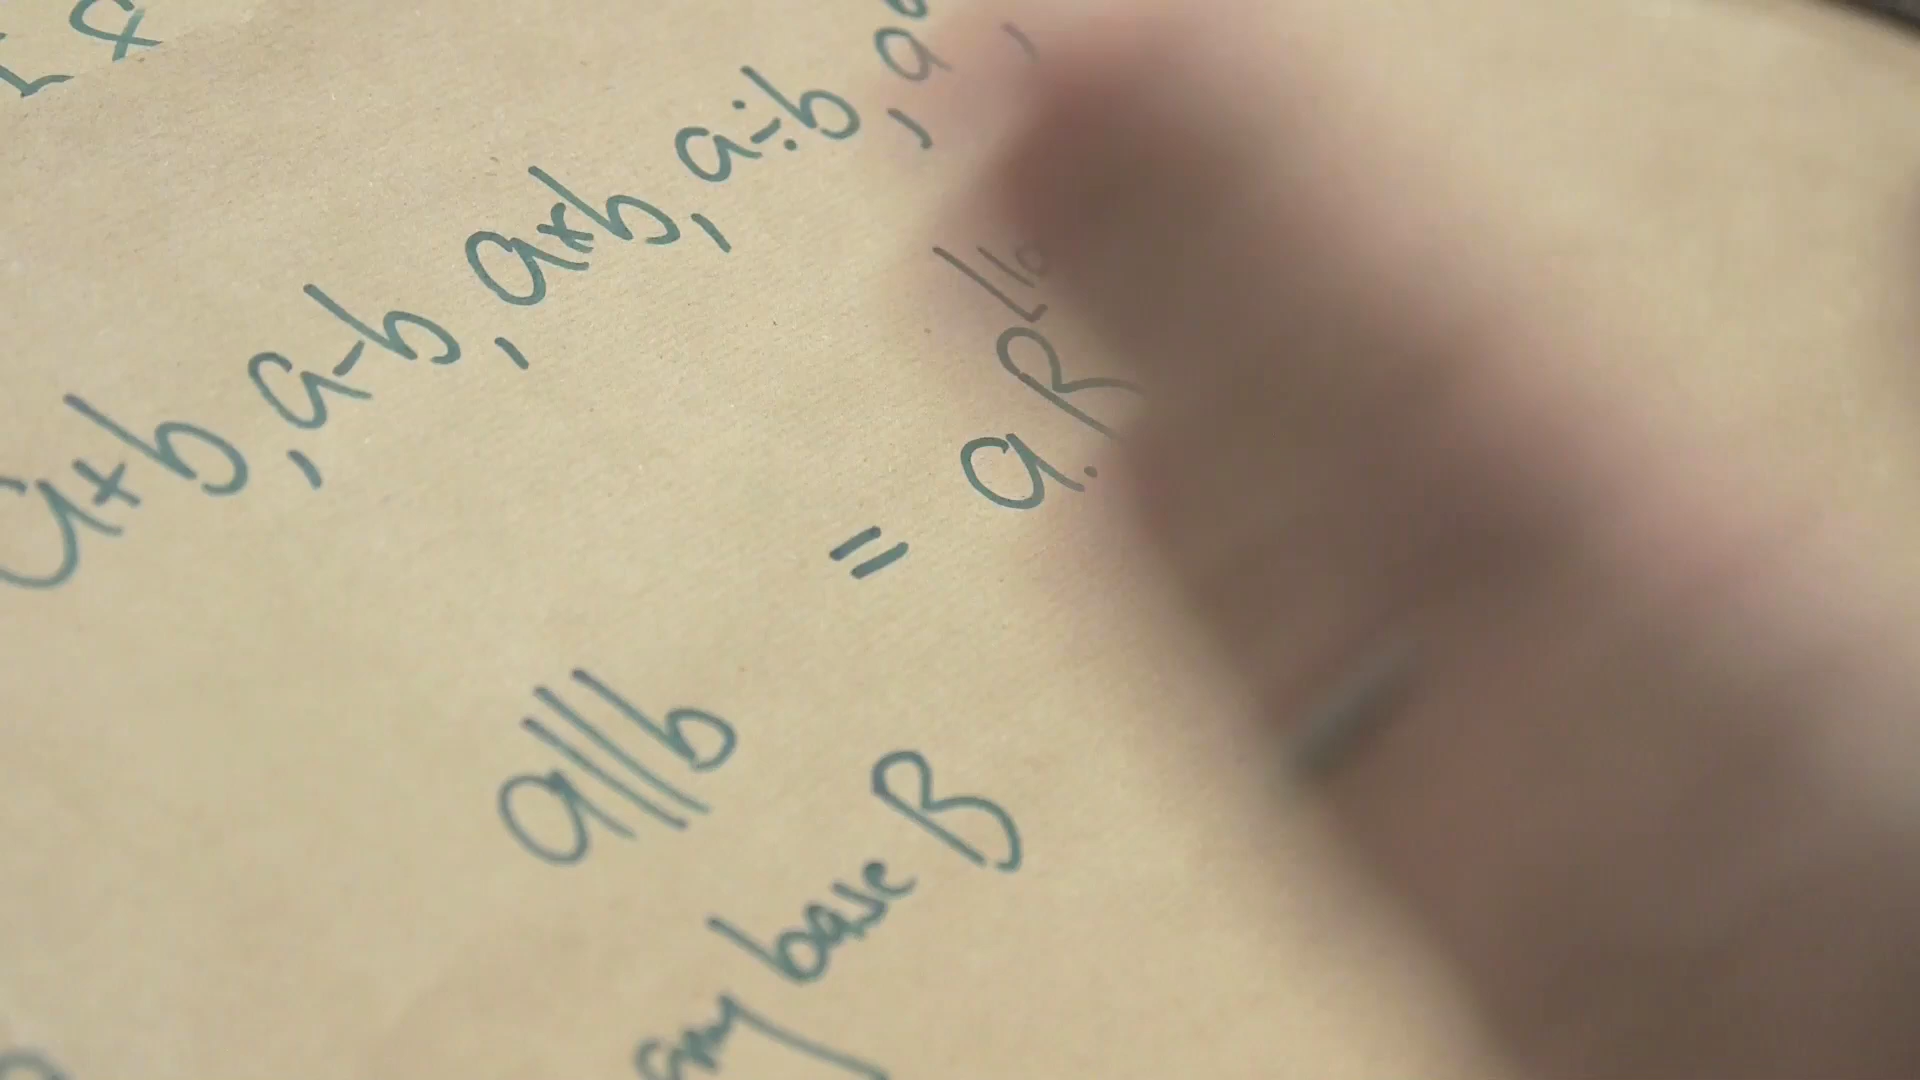 a+b, a-b, a×b, a÷b,
a|||b = a.B
any base B